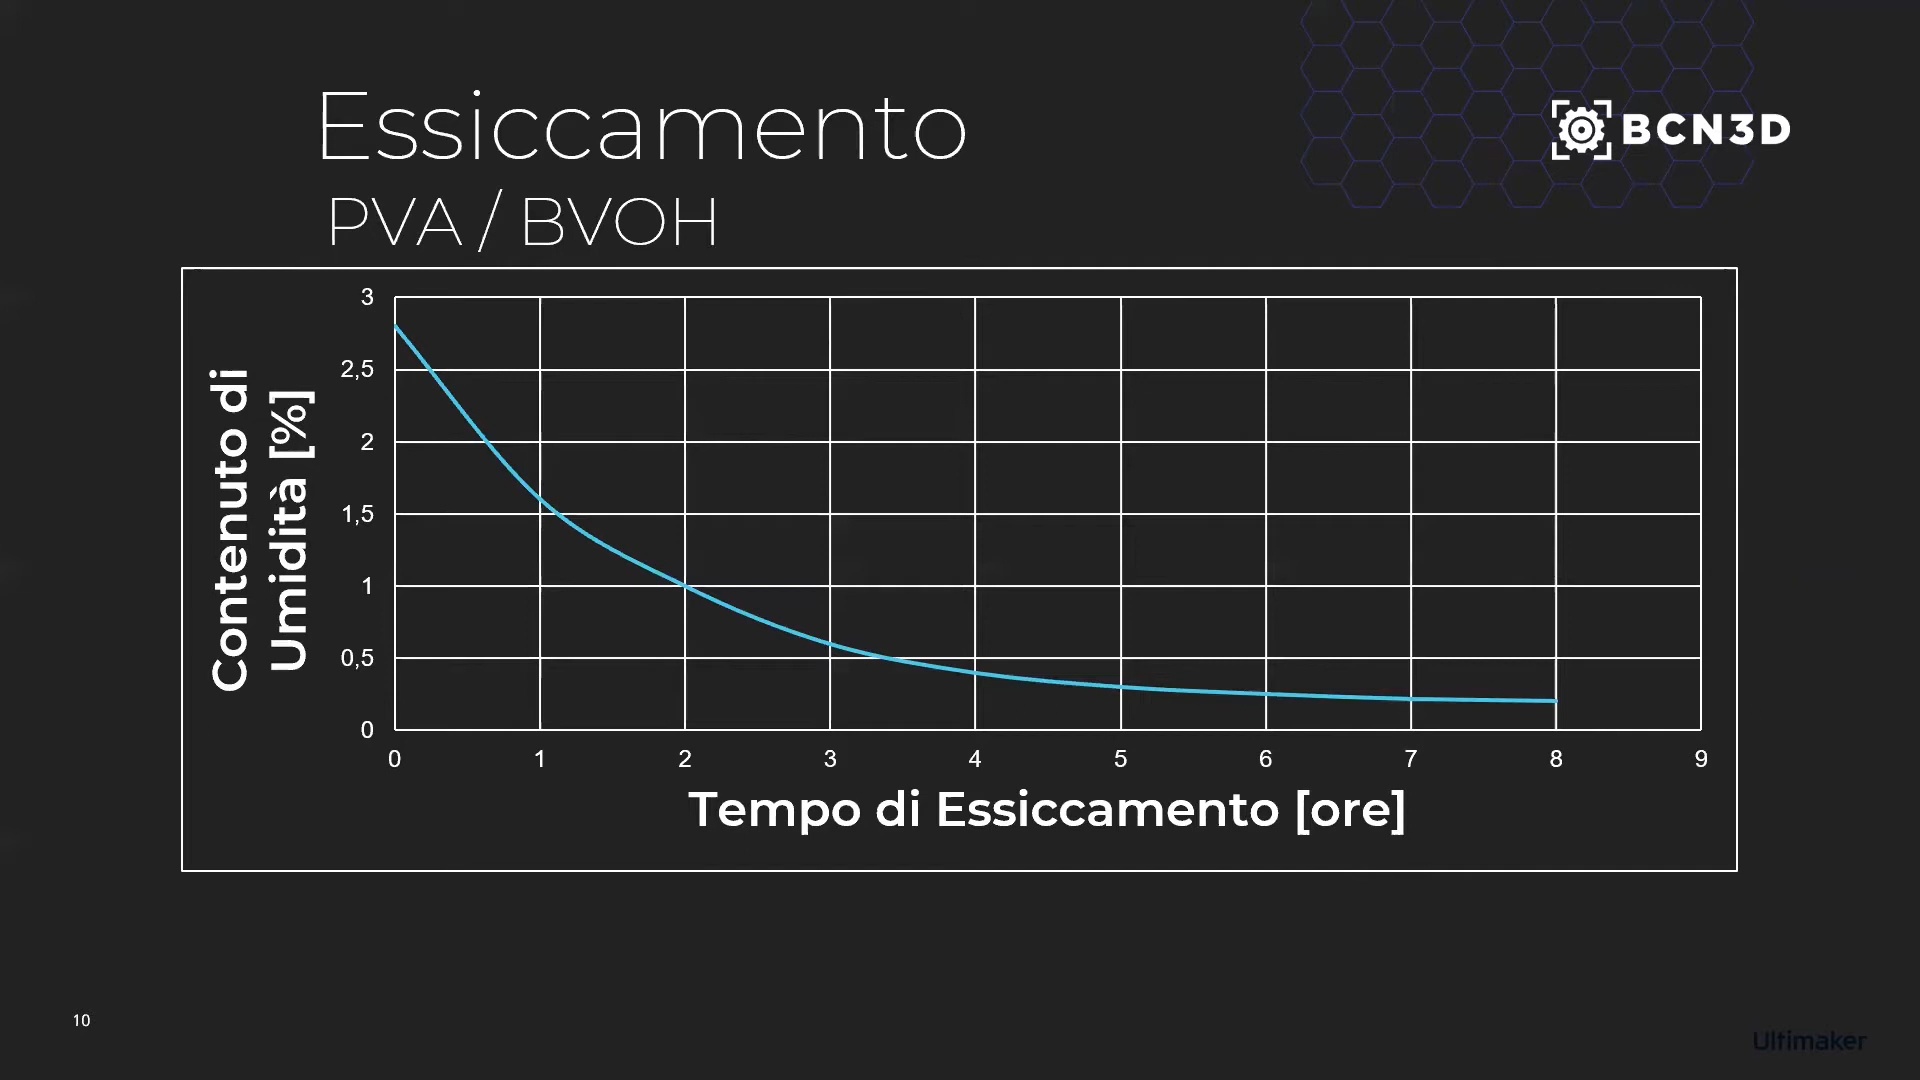 Essiccamento
BCN3D
PVA / BVOH
Contenuto di
Umidità [%]
3
2,5
2
1,5
1
0,5
0
0 1 2 3 4 5 6 7 8 9
Tempo di Essiccamento [ore]
10
Ultimaker